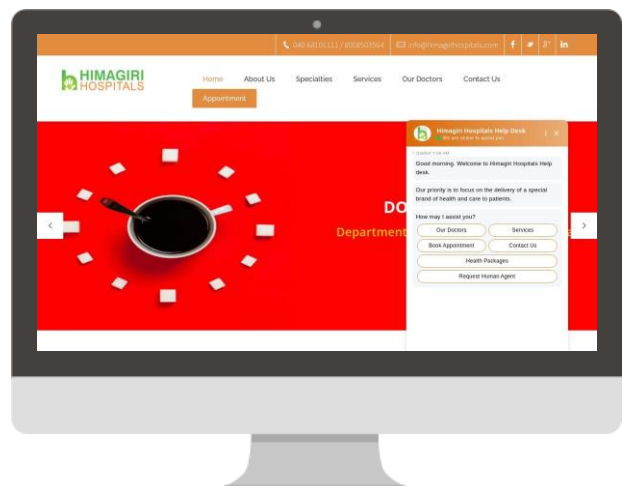 040 68101111 / 8008501564 info@himagirihospitals.com f g+ in
HIMAGIRI
HOSPITALS
Home About Us Specialties Services Our Doctors Contact Us
Appointment
DO
Department
Himagiri Hospitals Help Desk
We are online to assist you
Good morning. Welcome to Himagiri Hospitals Help
desk.
Our priority is to focus on the delivery of a special
brand of health and care to patients.
How may I assist you?
Our Doctors Services
Book Appointment Contact Us
Health Packages
Request Human Agent